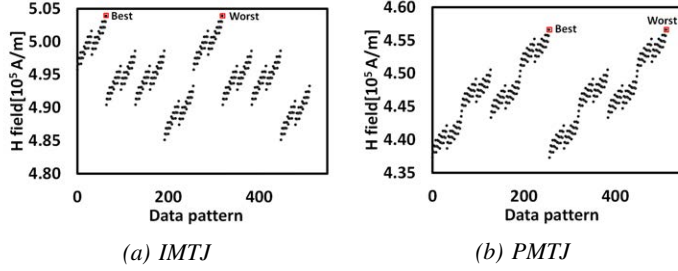 5.05
5.00
4.95
4.90
4.85
4.80
H field[10⁵ A/m]
Best
Worst
0
200
400
Data pattern
(a) IMTJ
4.60
4.55
4.50
4.45
4.40
4.35
H field[10⁵ A/m]
Best
Worst
0
200
400
Data pattern
(b) PMTJ